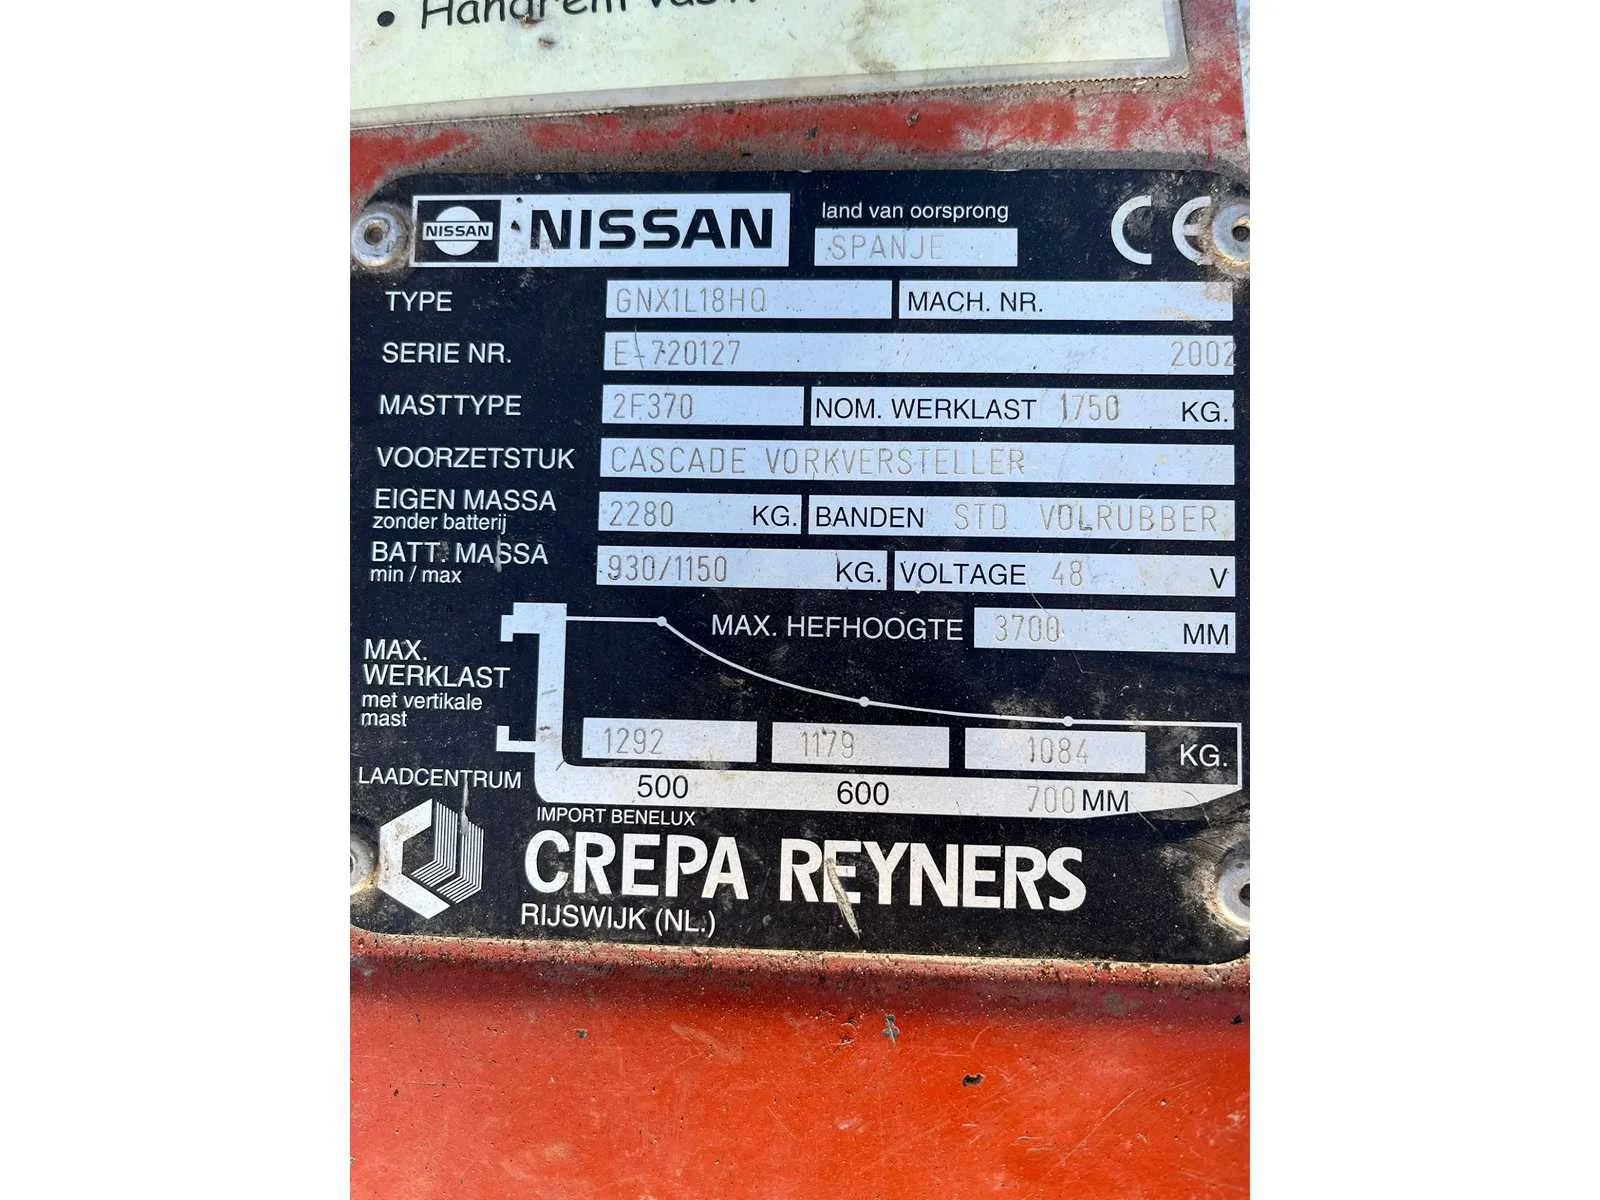 • Handrem vast
NISSAN NISSAN land van oorsprong CE
SPANJE
TYPE GNX1L18HQ MACH. NR.
SERIE NR. E-720127 2002
MASTTYPE 2F370 NOM. WERKLAST 1750 KG.
VOORZETSTUK CASCADE VORKVERSTELLER
EIGEN MASSA 2280 KG. BANDEN STD VOLRUBBER
zonder batterij
BATT. MASSA 930/1150 KG. VOLTAGE 48 V
min / max
MAX. HEFHOOGTE 3700 MM
MAX.
WERKLAST
met vertikale
mast
1292 1179 1084 KG.
LAADCENTRUM 500 600 700 MM
IMPORT BENELUX
CREPA REYNERS
RIJSWIJK (NL.)